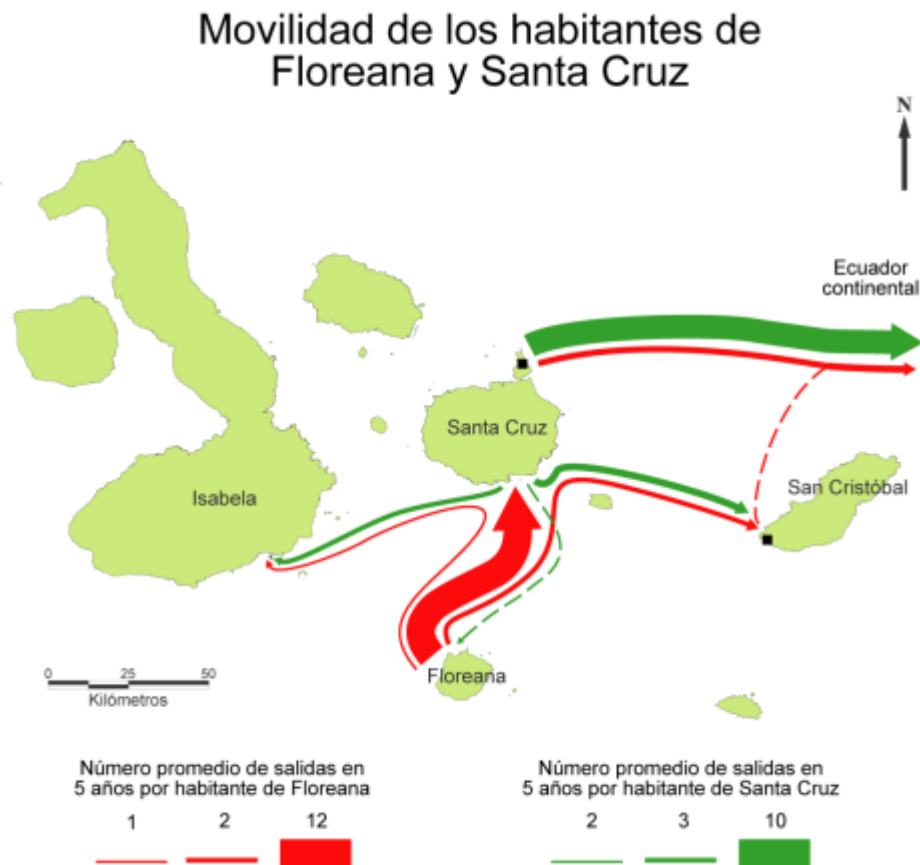 Movilidad de los habitantes de
Floreana y Santa Cruz
N
Ecuador
continental
Santa Cruz
Isabela
San Cristóbal
Floreana
0 25 50
Kilómetros
Número promedio de salidas en
5 años por habitante de Floreana
1 2 12
Número promedio de salidas en
5 años por habitante de Santa Cruz
2 3 10